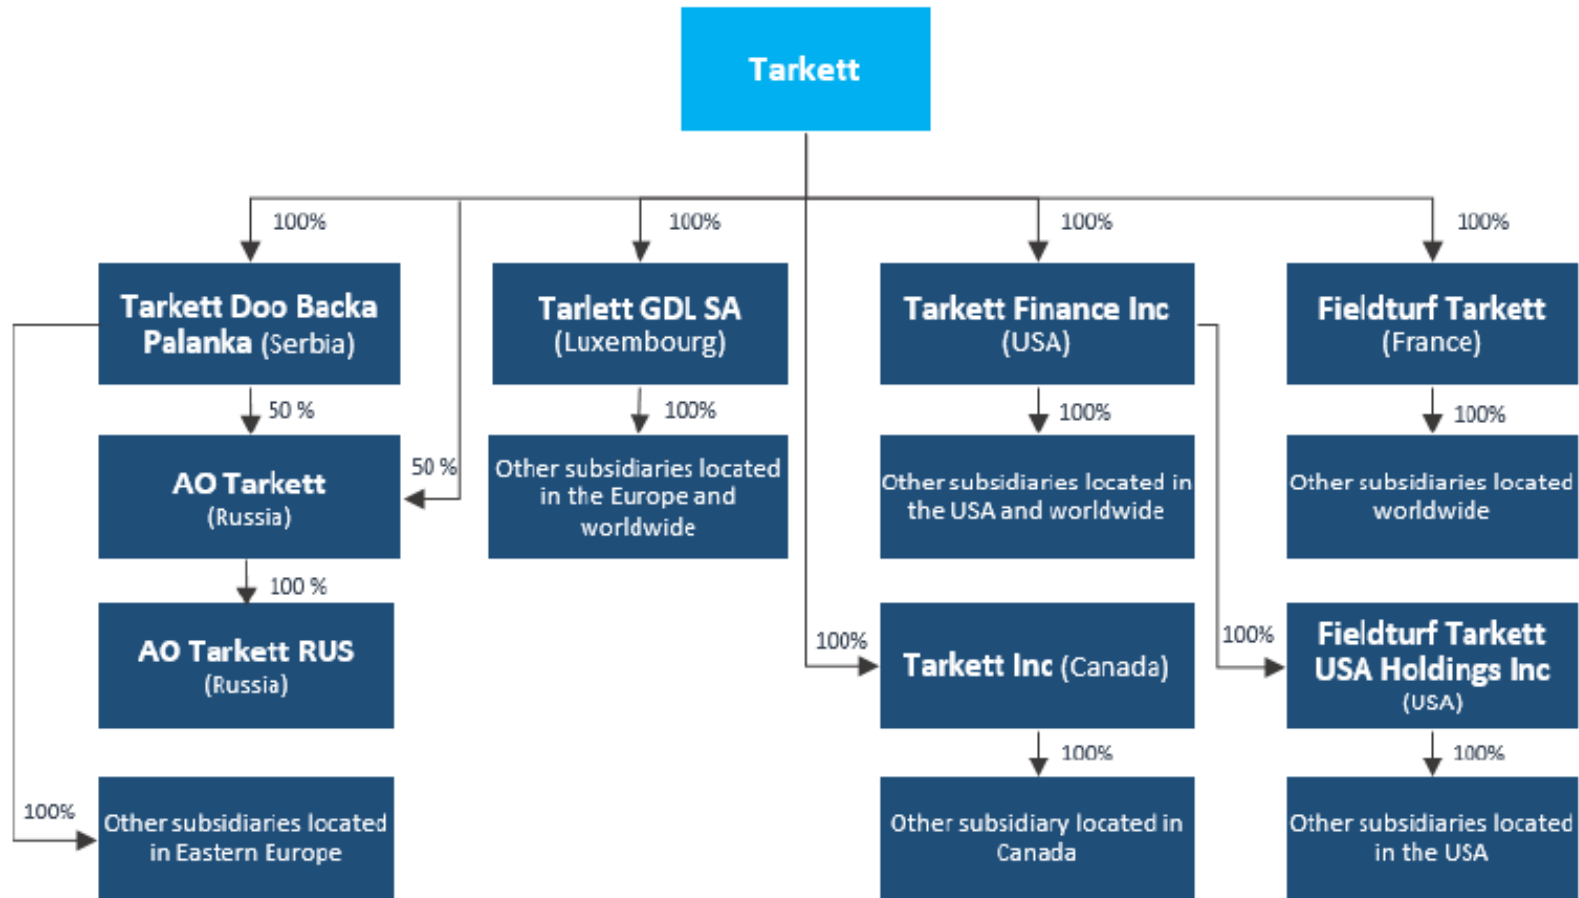 Tarkett
100%
100%
100%
100%
Tarkett Doo Backa
Palanka (Serbia)
Tarlett GDL SA
(Luxembourg)
Tarkett Finance Inc
(USA)
Fieldturf Tarkett
(France)
50 %
100%
100%
100%
AO Tarkett
(Russia)
50 %
Other subsidiaries located
in the Europe and
worldwide
Other subsidiaries located in
the USA and worldwide
Other subsidiaries located
worldwide
100 %
AO Tarkett RUS
(Russia)
100%
Tarkett Inc (Canada)
100%
Fieldturf Tarkett
USA Holdings Inc
(USA)
100%
100%
100%
Other subsidiaries located
in Eastern Europe
Other subsidiary located in
Canada
Other subsidiaries located
in the USA